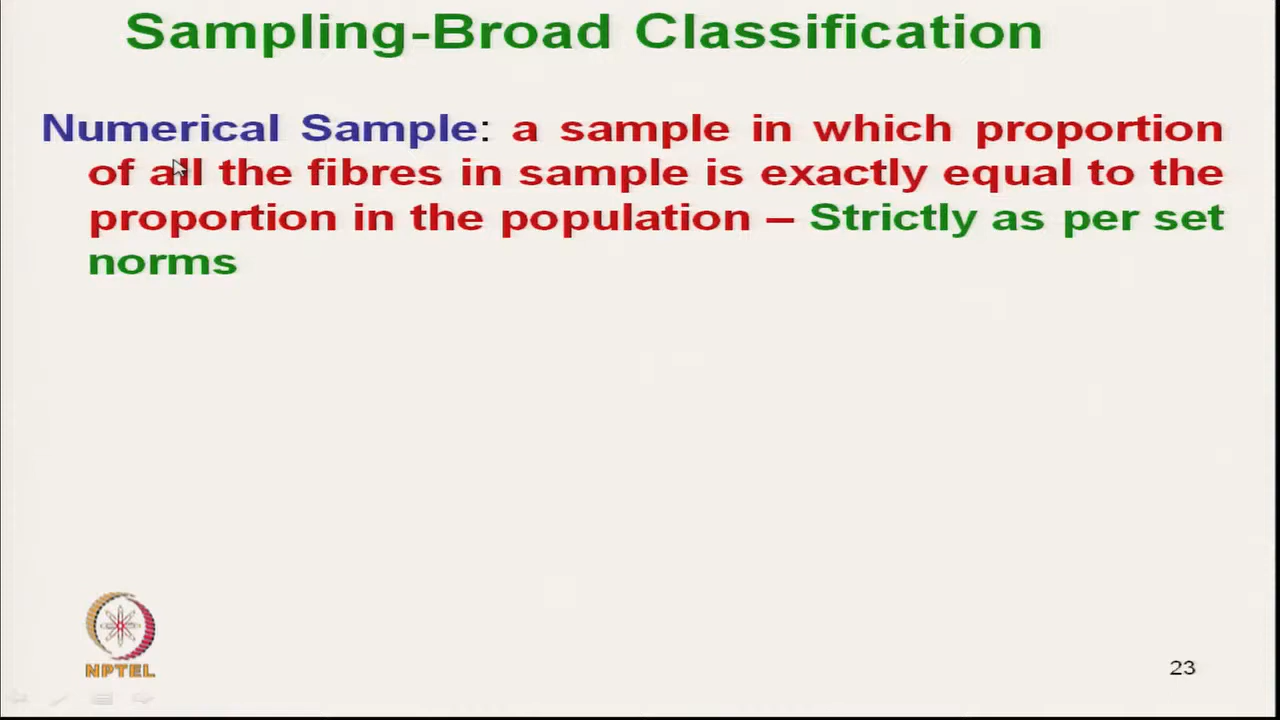 Sampling-Broad Classification
Numerical Sample: a sample in which proportion
of all the fibres in sample is exactly equal to the
proportion in the population – Strictly as per set
norms
NPTEL
23